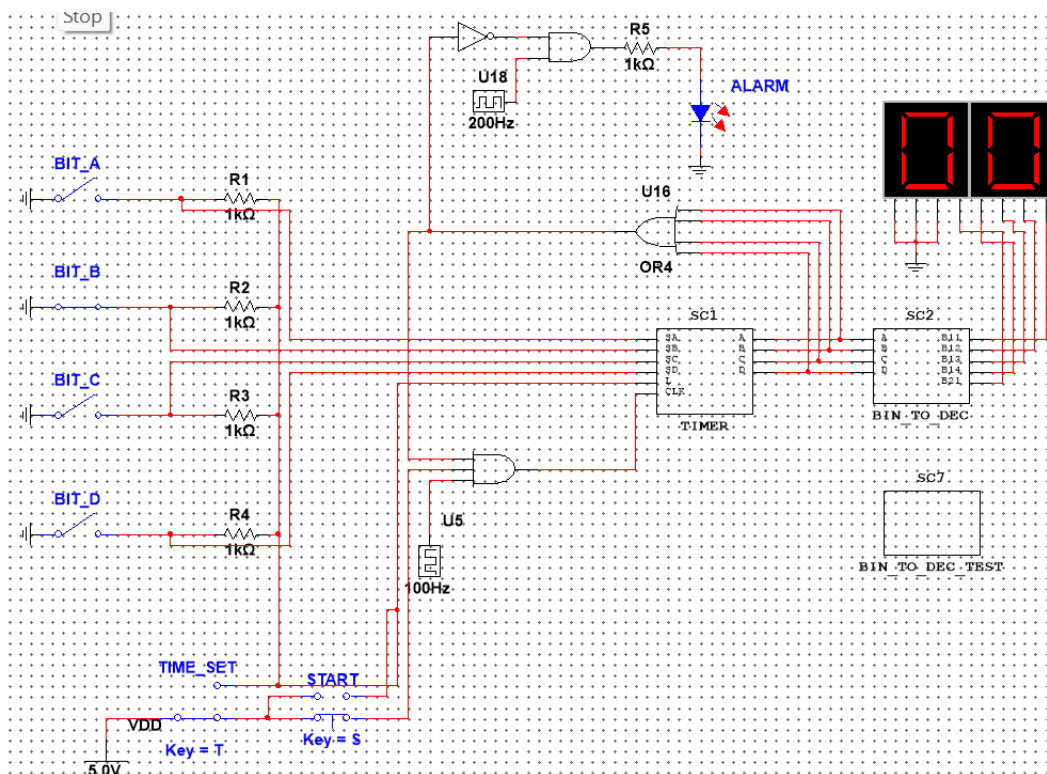 Stop
R5
1kΩ
U18
200Hz
ALARM
00
BIT_A
R1
1kΩ
U16
OR4
BIT_B
R2
1kΩ
SC1
SA
SB
SC
SD
L
CLK
A
B
C
D
TIMER
SC2
A
B
C
D
B11
B12
B13
B14
B21
BIN_TO_DEC
BIT_C
R3
1kΩ
BIT_D
R4
1kΩ
U5
100Hz
SC7
BIN_TO_DEC_TEST
TIME_SET
START
VDD
Key = T
Key = S
5.0V